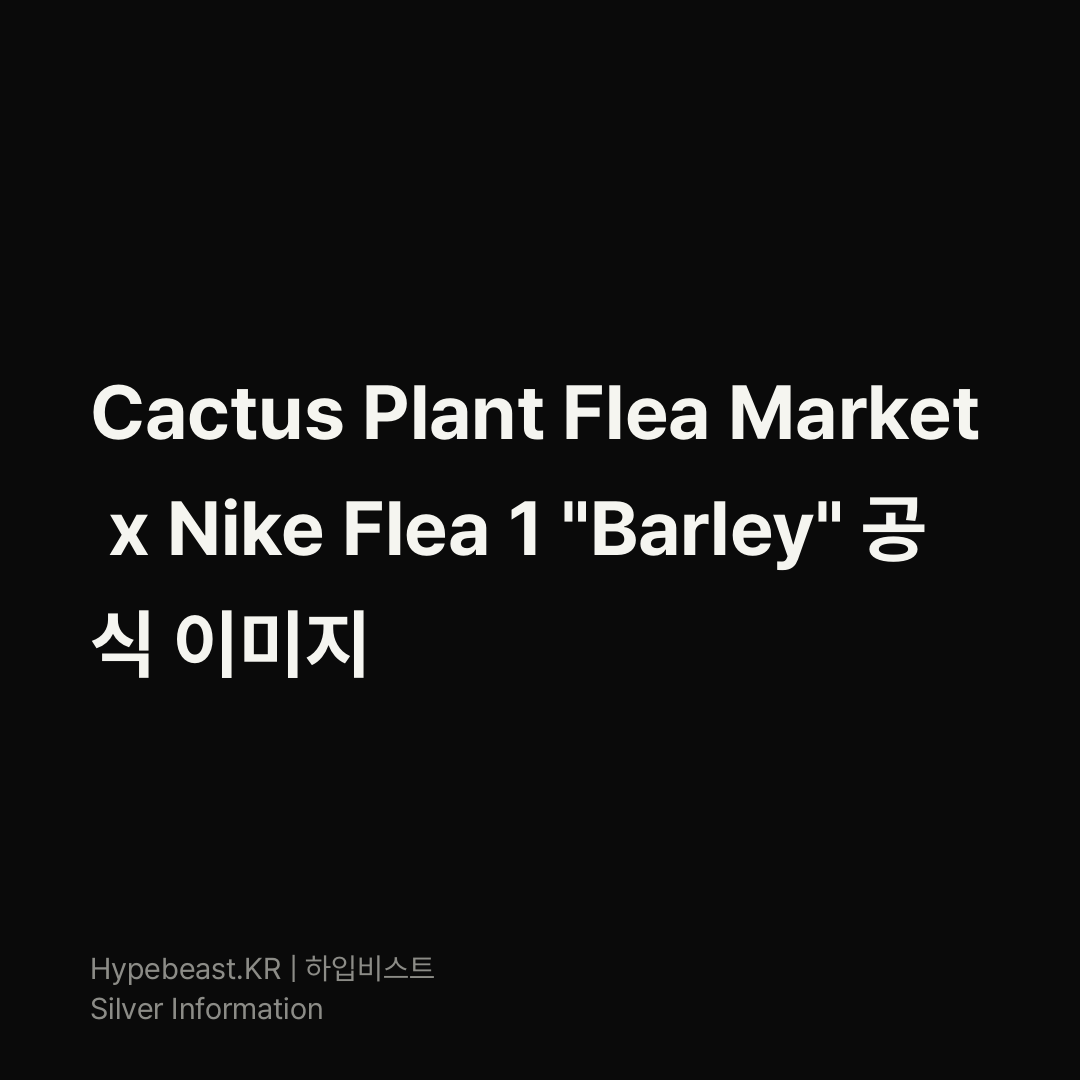 Cactus Plant Flea Market
x Nike Flea 1 "Barley" 공
식 이미지
Hypebeast.KR | 하입비스트
Silver Information